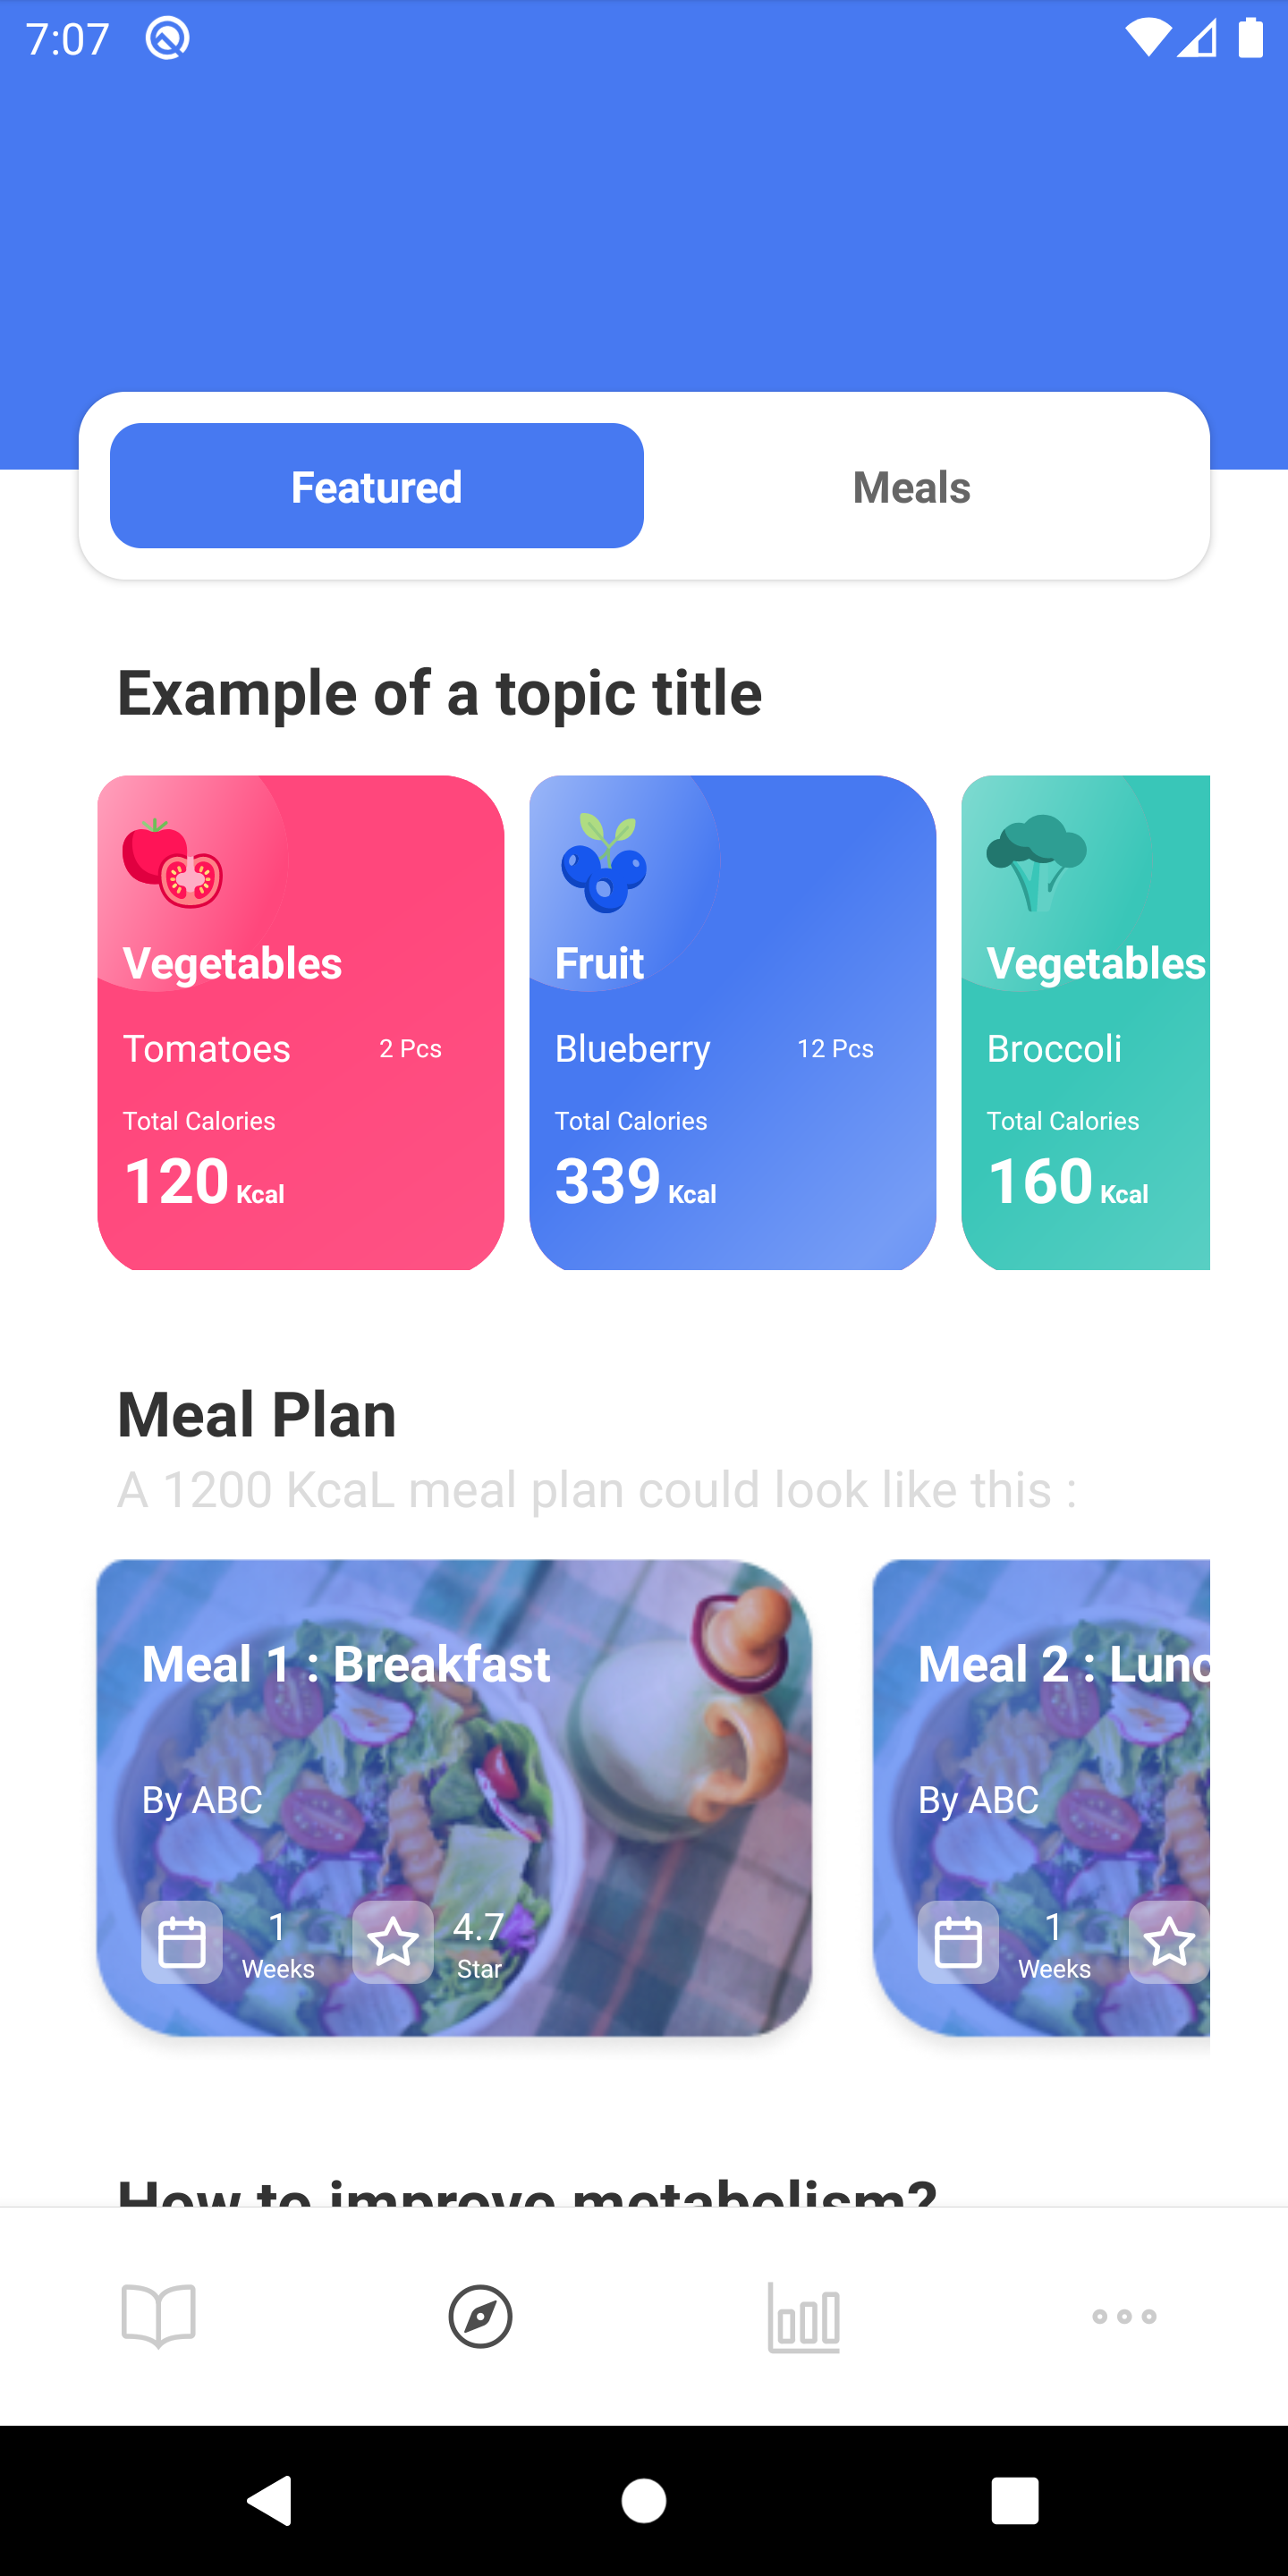 7:07
Featured
Meals
Example of a topic title
Vegetables
Tomatoes
2 Pcs
Total Calories
120 Kcal
Fruit
Blueberry
12 Pcs
Total Calories
339 Kcal
Vegetables
Broccoli
Total Calories
160 Kcal
Meal Plan
A 1200 KcaL meal plan could look like this :
Meal 1 : Breakfast
By ABC
1
Weeks
4.7
Star
Meal 2 :
By ABC
1
Weeks
How to improve metabolism?